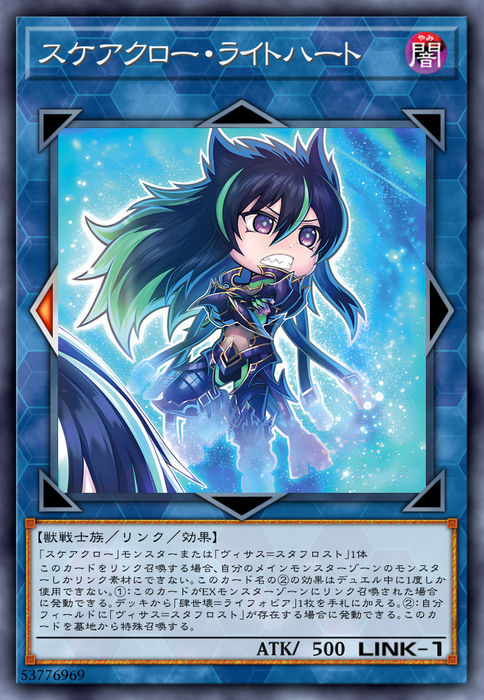 スケアクロー・ライトハート
やみ
闇
【獣戦士族／リンク／効果】
「スケアクロー」モンスターまたは「ヴィサス＝スタフロスト」1体
このカードをリンク召喚する場合、自分のメインモンスターゾーンのモンスターしかリンク素材にできない。このカード名の②の効果はデュエル中に1度しか
使用できない。①：このカードがEXモンスターゾーンにリンク召喚された場合
に発動できる。デッキから「肆世壊＝ライフォビア」1枚を手札に加える。②：自分
フィールドに「ヴィサス＝スタフロスト」が存在する場合に発動できる。このカ
ードを墓地から特殊召喚する。
ATK/ 500 LINK-1
53776969